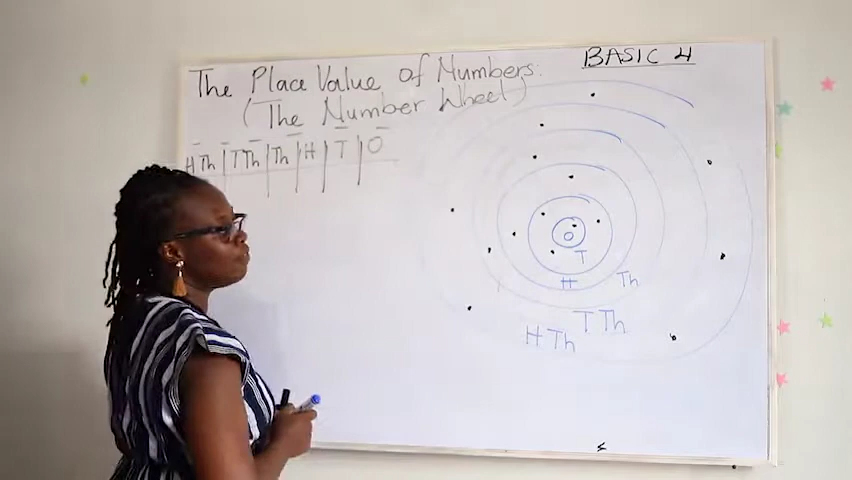 BASIC 4
The Place Value of Numbers:
(The Number Wheel)
H Th | T Th | Th | H | T | O
O
T
H
Th
T Th
H Th